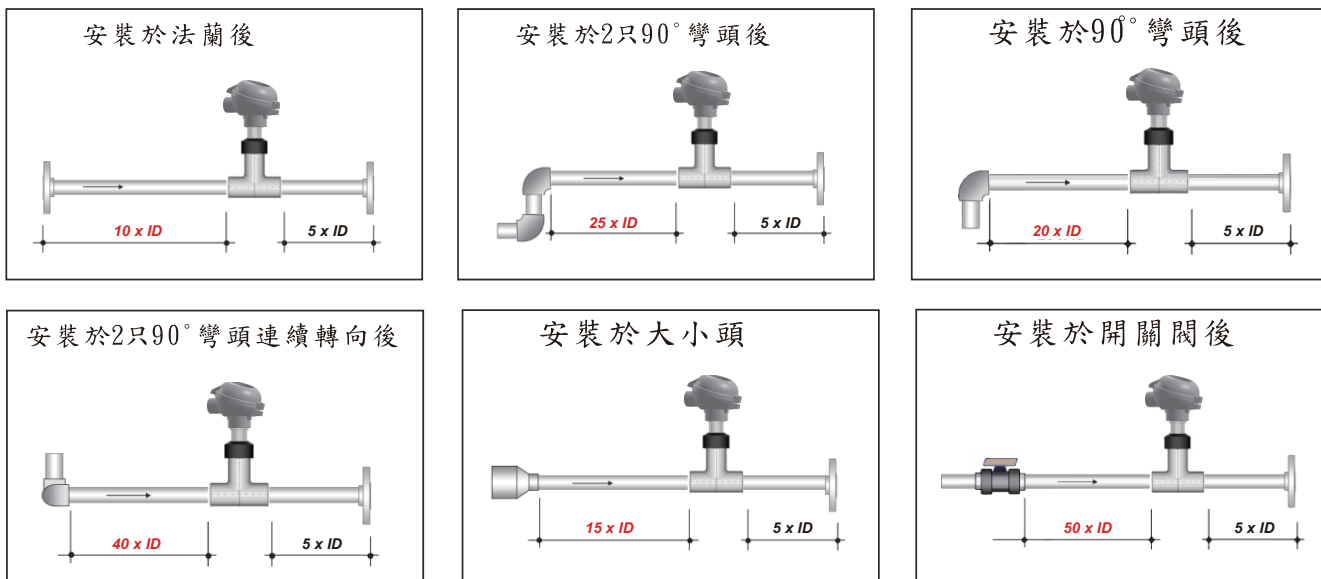 安裝於法蘭後
10 x ID
5 x ID
安裝於2只90°彎頭後
25 x ID
5 x ID
安裝於90°彎頭後
20 x ID
5 x ID
安裝於2只90°彎頭連續轉向後
40 x ID
5 x ID
安裝於大小頭
15 x ID
5 x ID
安裝於開關閥後
50 x ID
5 x ID